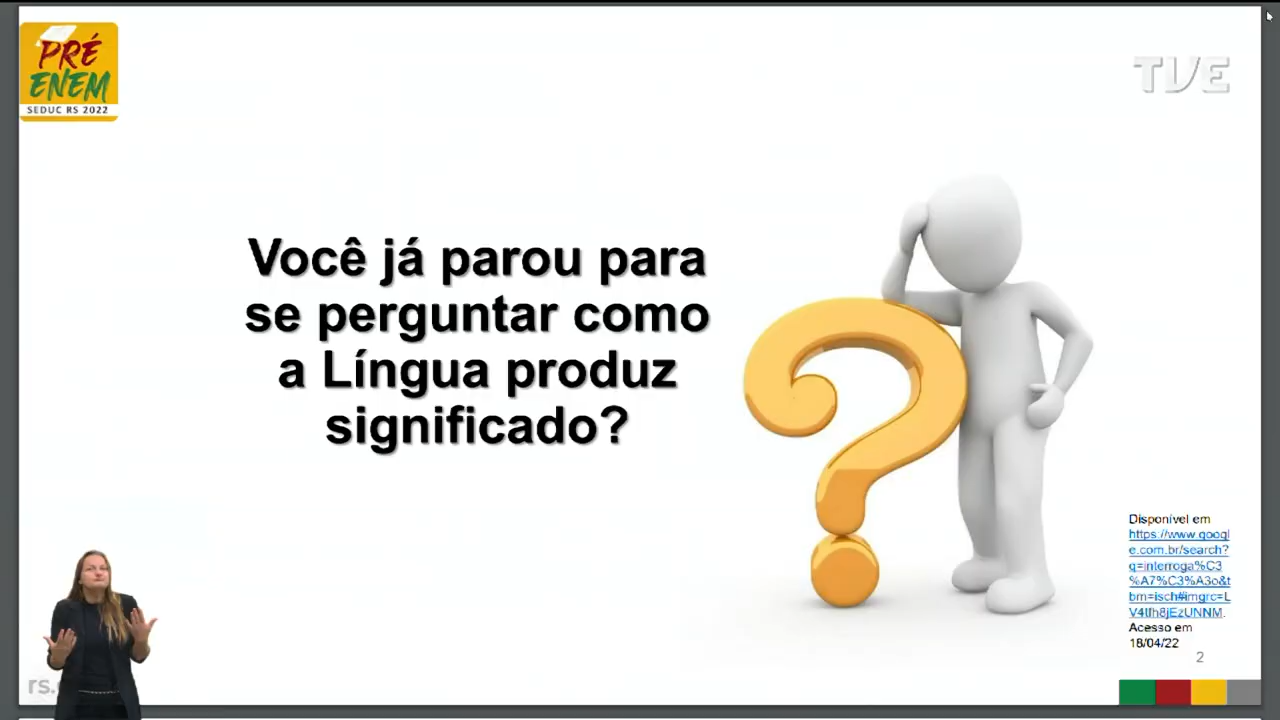 PRÉ
ENEM
SEDUC RS 2022
TVE
Você já parou para
se perguntar como
a Língua produz
significado?
Disponível em
https://www.googl
e.com.br/search?
q=interroga%C3
%A7%C3%A3o&t
bm=isch#imgrc=L
V4tfh8jEzUNNM.
Acesso em
18/04/22
2
rs.